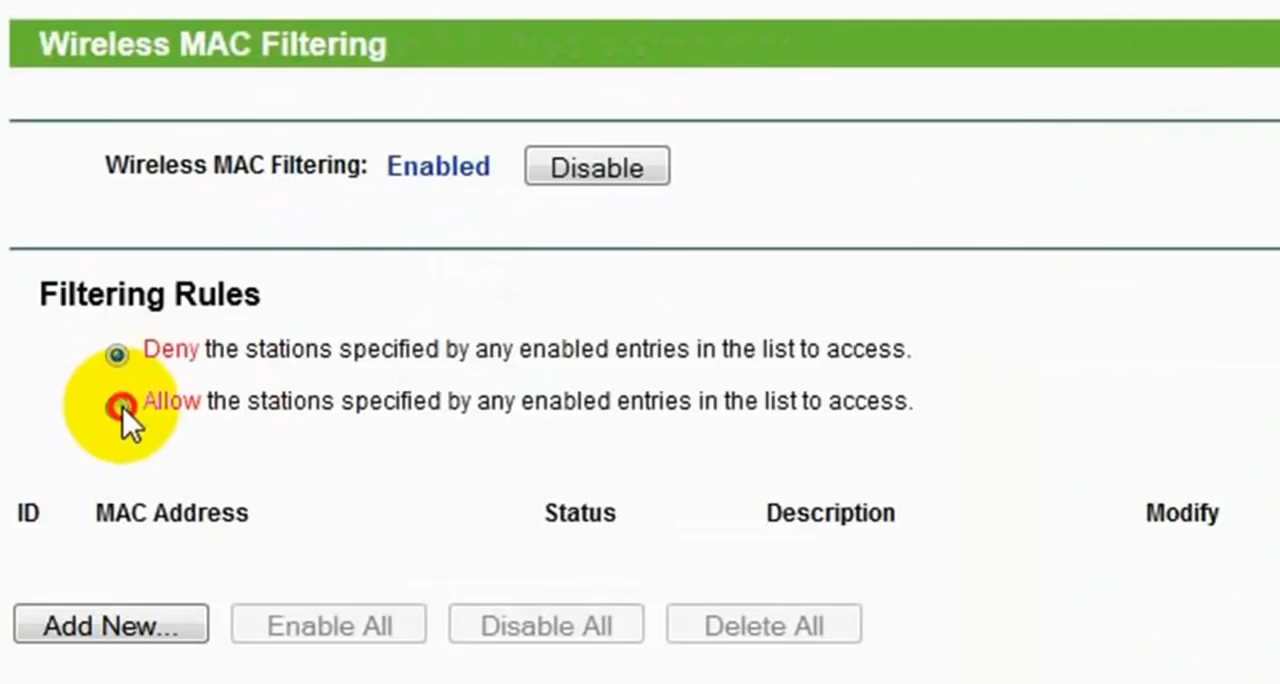 Wireless MAC Filtering
Wireless MAC Filtering: Enabled Disable
Filtering Rules
Deny the stations specified by any enabled entries in the list to access.
Allow the stations specified by any enabled entries in the list to access.
ID MAC Address Status Description Modify
Add New... Enable All Disable All Delete All